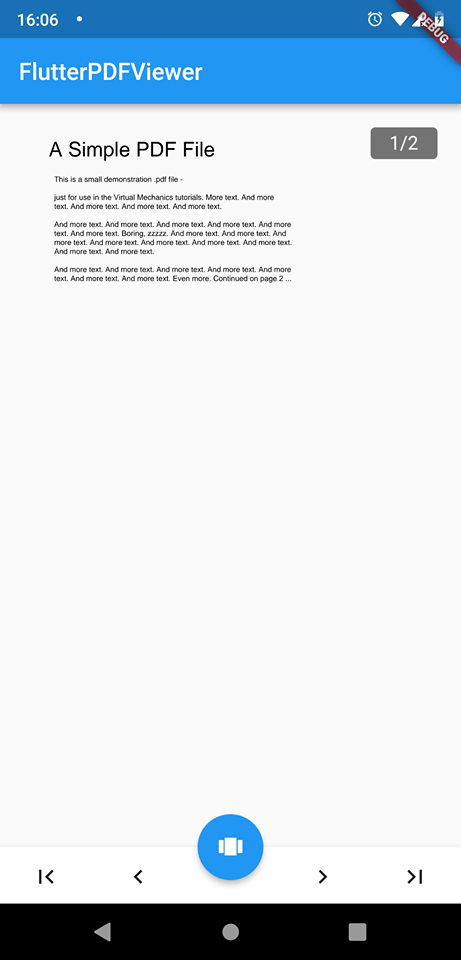 16:06
DEBUG
FlutterPDFViewer
1/2
A Simple PDF File
This is a small demonstration .pdf file -
just for use in the Virtual Mechanics tutorials. More text. And more
text. And more text. And more text. And more text.
And more text. And more text. And more text. And more text. And more
text. And more text. Boring, zzzzz. And more text. And more text. And
more text. And more text. And more text. And more text. And more text.
And more text. And more text.
And more text. And more text. And more text. And more text. And more
text. And more text. And more text. Even more. Continued on page 2 ...